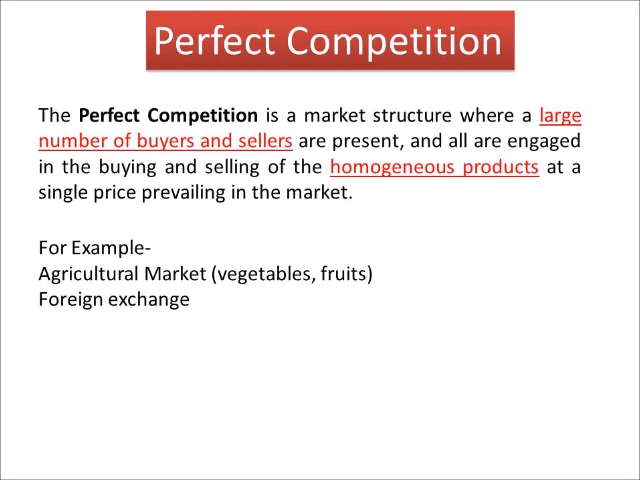 Perfect Competition
The Perfect Competition is a market structure where a large
number of buyers and sellers are present, and all are engaged
in the buying and selling of the homogeneous products at a
single price prevailing in the market.
For Example-
Agricultural Market (vegetables, fruits)
Foreign exchange